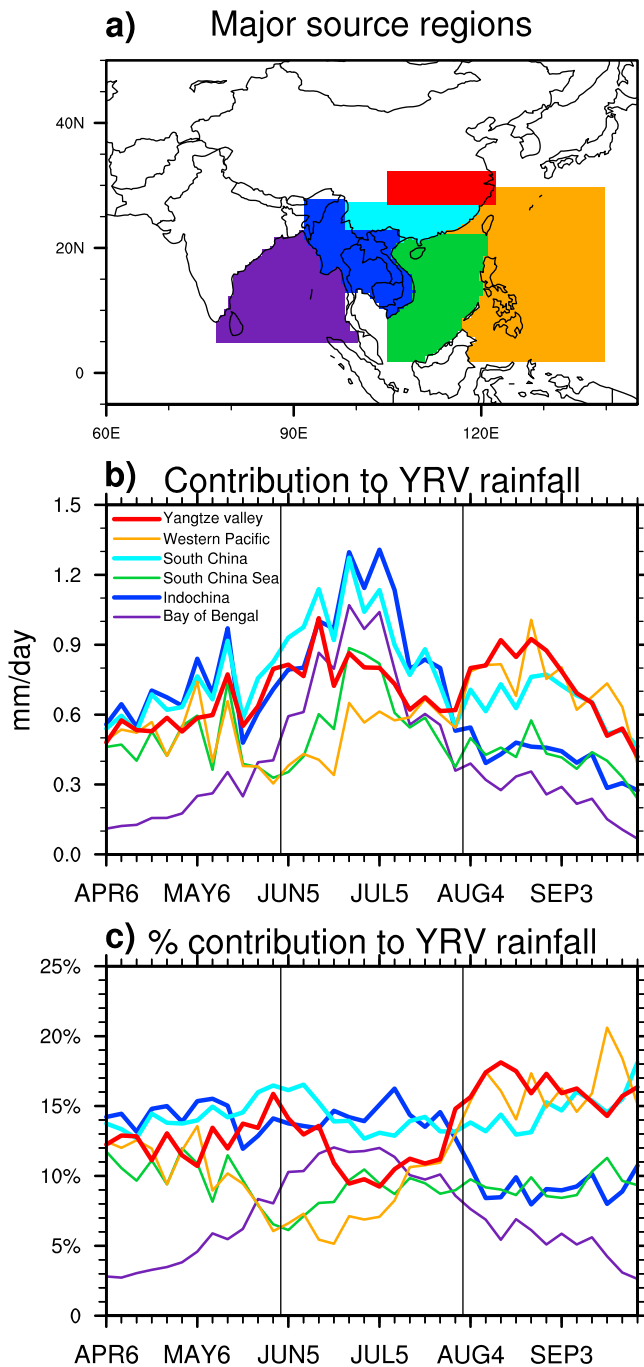 a) Major source regions
40N
20N
0
60E 90E 120E
b) Contribution to YRV rainfall
1.5
1.2
0.9
0.6
0.3
0.0
mm/day
Yangtze valley
Western Pacific
South China
South China Sea
Indochina
Bay of Bengal
APR6 MAY6 JUN5 JUL5 AUG4 SEP3
c) % contribution to YRV rainfall
25%
20%
15%
10%
5%
0
APR6 MAY6 JUN5 JUL5 AUG4 SEP3